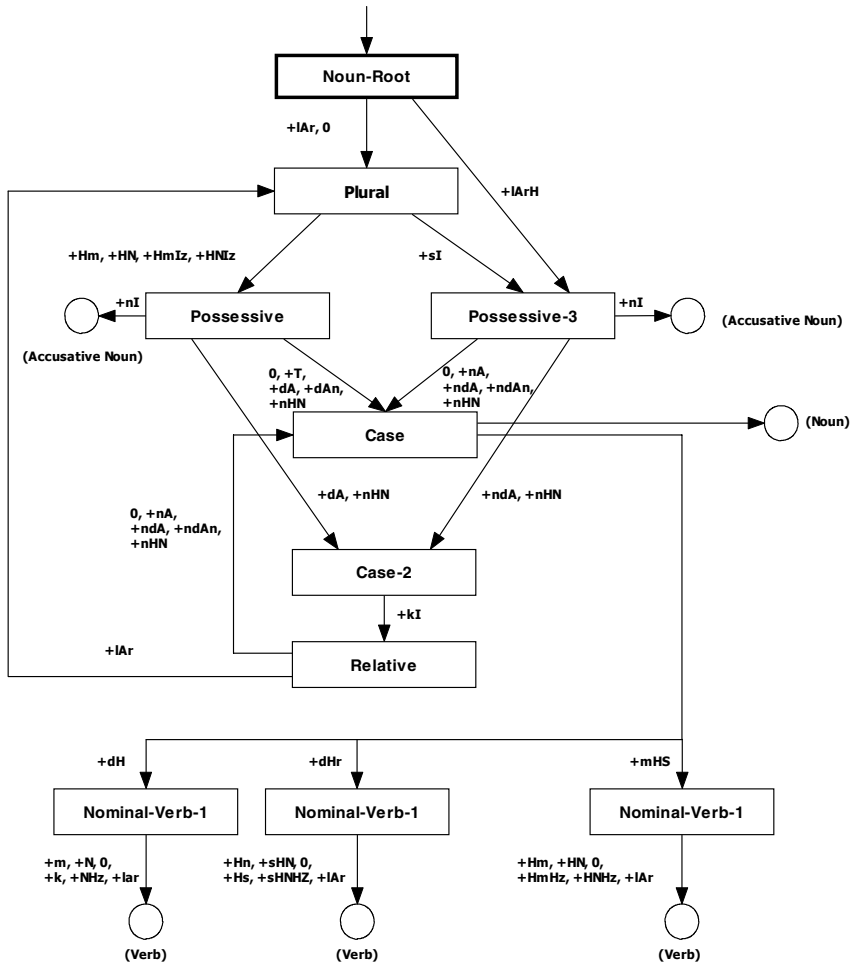 Noun-Root
+lAr, 0
+lArH
Plural
+Hm, +HN, +HmIz, +HNIz
+sI
+nI
Possessive
Possessive-3
+nI
(Accusative Noun)
(Accusative Noun)
0, +T,
+dA, +dAn,
+nHN
0, +nA,
+ndA, +ndAn,
+nHN
Case
(Noun)
+dA, +nHN
+ndA, +nHN
0, +nA,
+ndA, +ndAn,
+nHN
Case-2
+kI
+lAr
Relative
+dH
+dHr
+mHS
Nominal-Verb-1
Nominal-Verb-1
Nominal-Verb-1
+m, +N, 0,
+k, +NHz, +lar
+Hn, +sHN, 0,
+Hs, +sHNHZ, +lAr
+Hm, +HN, 0,
+HmHz, +HNHz, +lAr
(Verb)
(Verb)
(Verb)